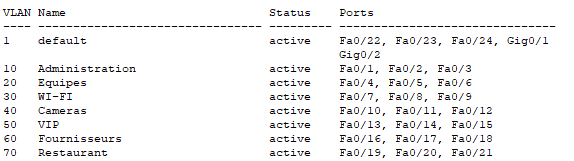 VLAN Name                             Status    Ports
---- -------------------------------- --------- -------------------------------
1    default                          active    Fa0/22, Fa0/23, Fa0/24, Gig0/1
                                                Gig0/2
10   Administration                   active    Fa0/1, Fa0/2, Fa0/3
20   Equipes                          active    Fa0/4, Fa0/5, Fa0/6
30   WI-FI                            active    Fa0/7, Fa0/8, Fa0/9
40   Cameras                          active    Fa0/10, Fa0/11, Fa0/12
50   VIP                              active    Fa0/13, Fa0/14, Fa0/15
60   Fournisseurs                     active    Fa0/16, Fa0/17, Fa0/18
70   Restaurant                       active    Fa0/19, Fa0/20, Fa0/21